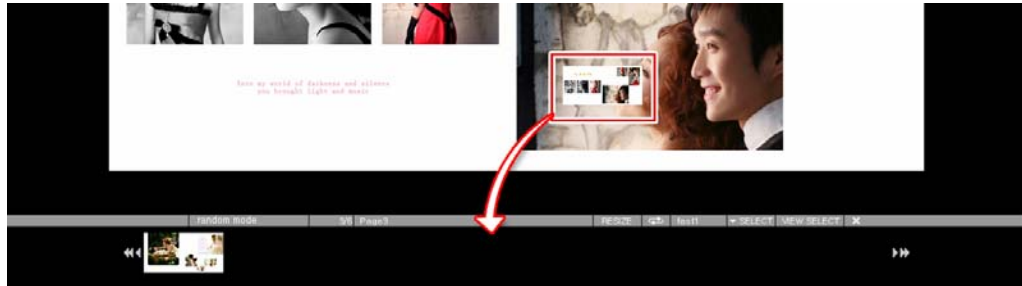 Into my world of darkness and silence
you brought light and music
random mode
3/6 Page3
RESIZE
test1
SELECT
VIEW SELECT